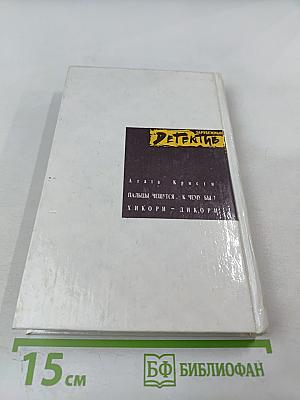 ЗАРУБЕЖНЫЙ
ДЕТЕКТИВ
Агата Кристи
ПАЛЬЦЫ ЧЕШУТСЯ. К ЧЕМУ БЫ?
ХИКОРИ – ДИКОРИ
15 см
БФ БИБЛИОФАН